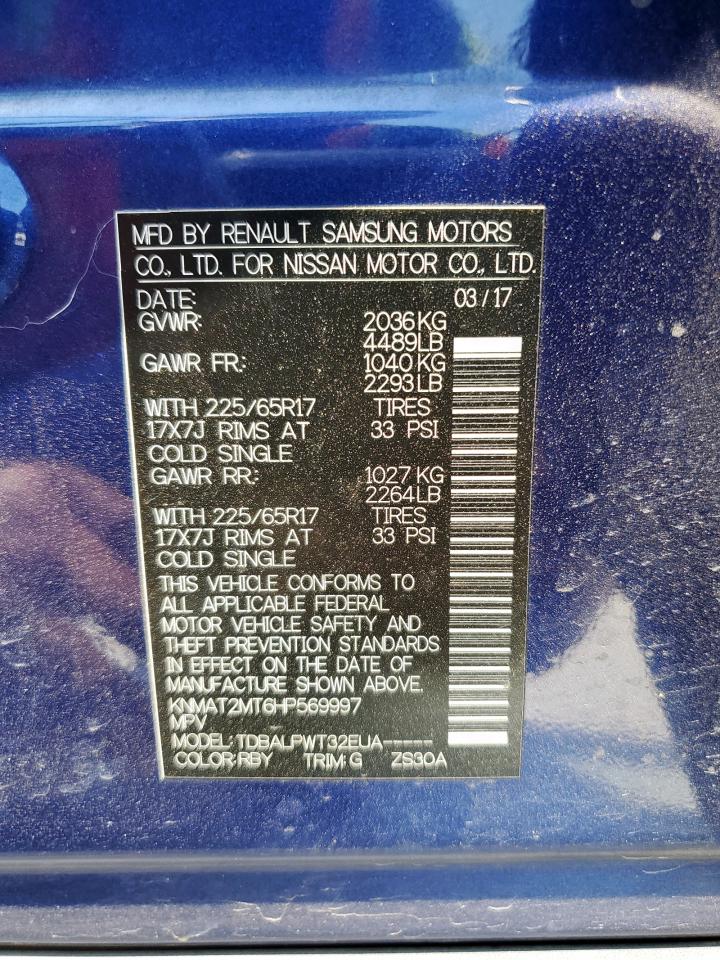 MFD BY RENAULT SAMSUNG MOTORS
CO., LTD. FOR NISSAN MOTOR CO., LTD.
DATE: 03/17
GVWR: 2036KG
4489LB
GAWR FR: 1040 KG
2293LB
WITH 225/65R17 TIRES
17X7J RIMS AT 33 PSI
COLD SINGLE
GAWR RR: 1027 KG
2264LB
WITH 225/65R17 TIRES
17X7J RIMS AT 33 PSI
COLD SINGLE
THIS VEHICLE CONFORMS TO
ALL APPLICABLE FEDERAL
MOTOR VEHICLE SAFETY AND
THEFT PREVENTION STANDARDS
IN EFFECT ON THE DATE OF
MANUFACTURE SHOWN ABOVE.
KNMAT2MT6HP569997
MPV
MODEL: TDBALPWT32EUA-----
COLOR:RBY TRIM:G ZS30A